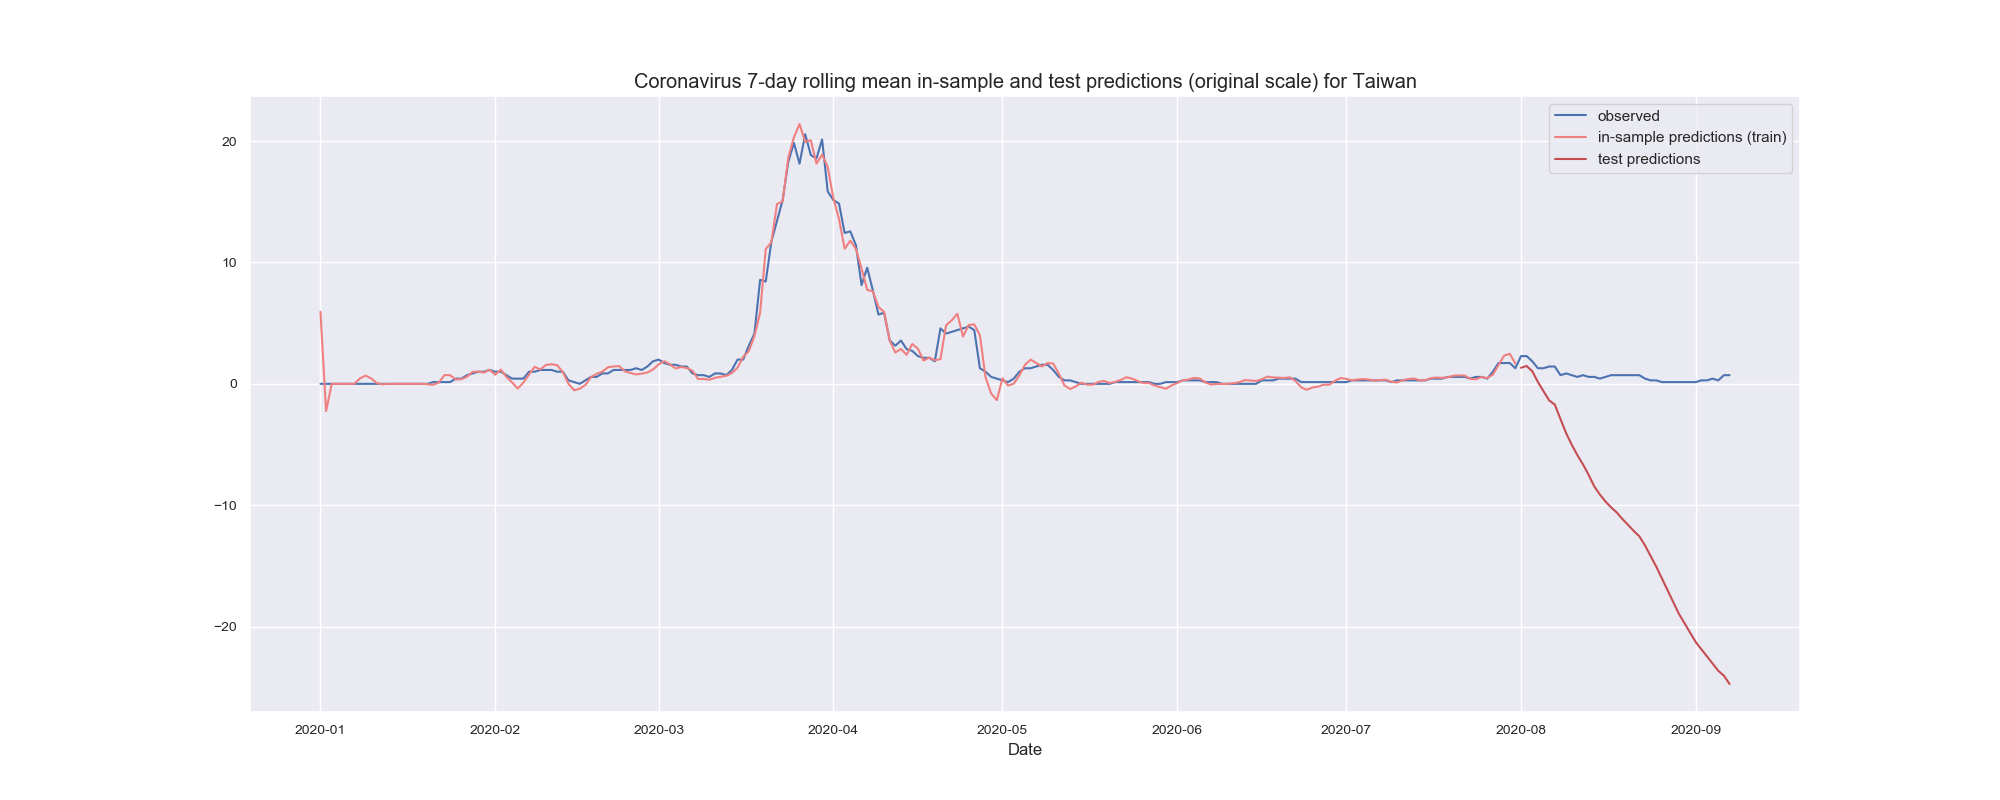 Coronavirus 7-day rolling mean in-sample and test predictions (original scale) for Taiwan
observed
in-sample predictions (train)
test predictions
20
10
0
−10
−20
2020-01 2020-02 2020-03 2020-04 2020-05 2020-06 2020-07 2020-08 2020-09
Date